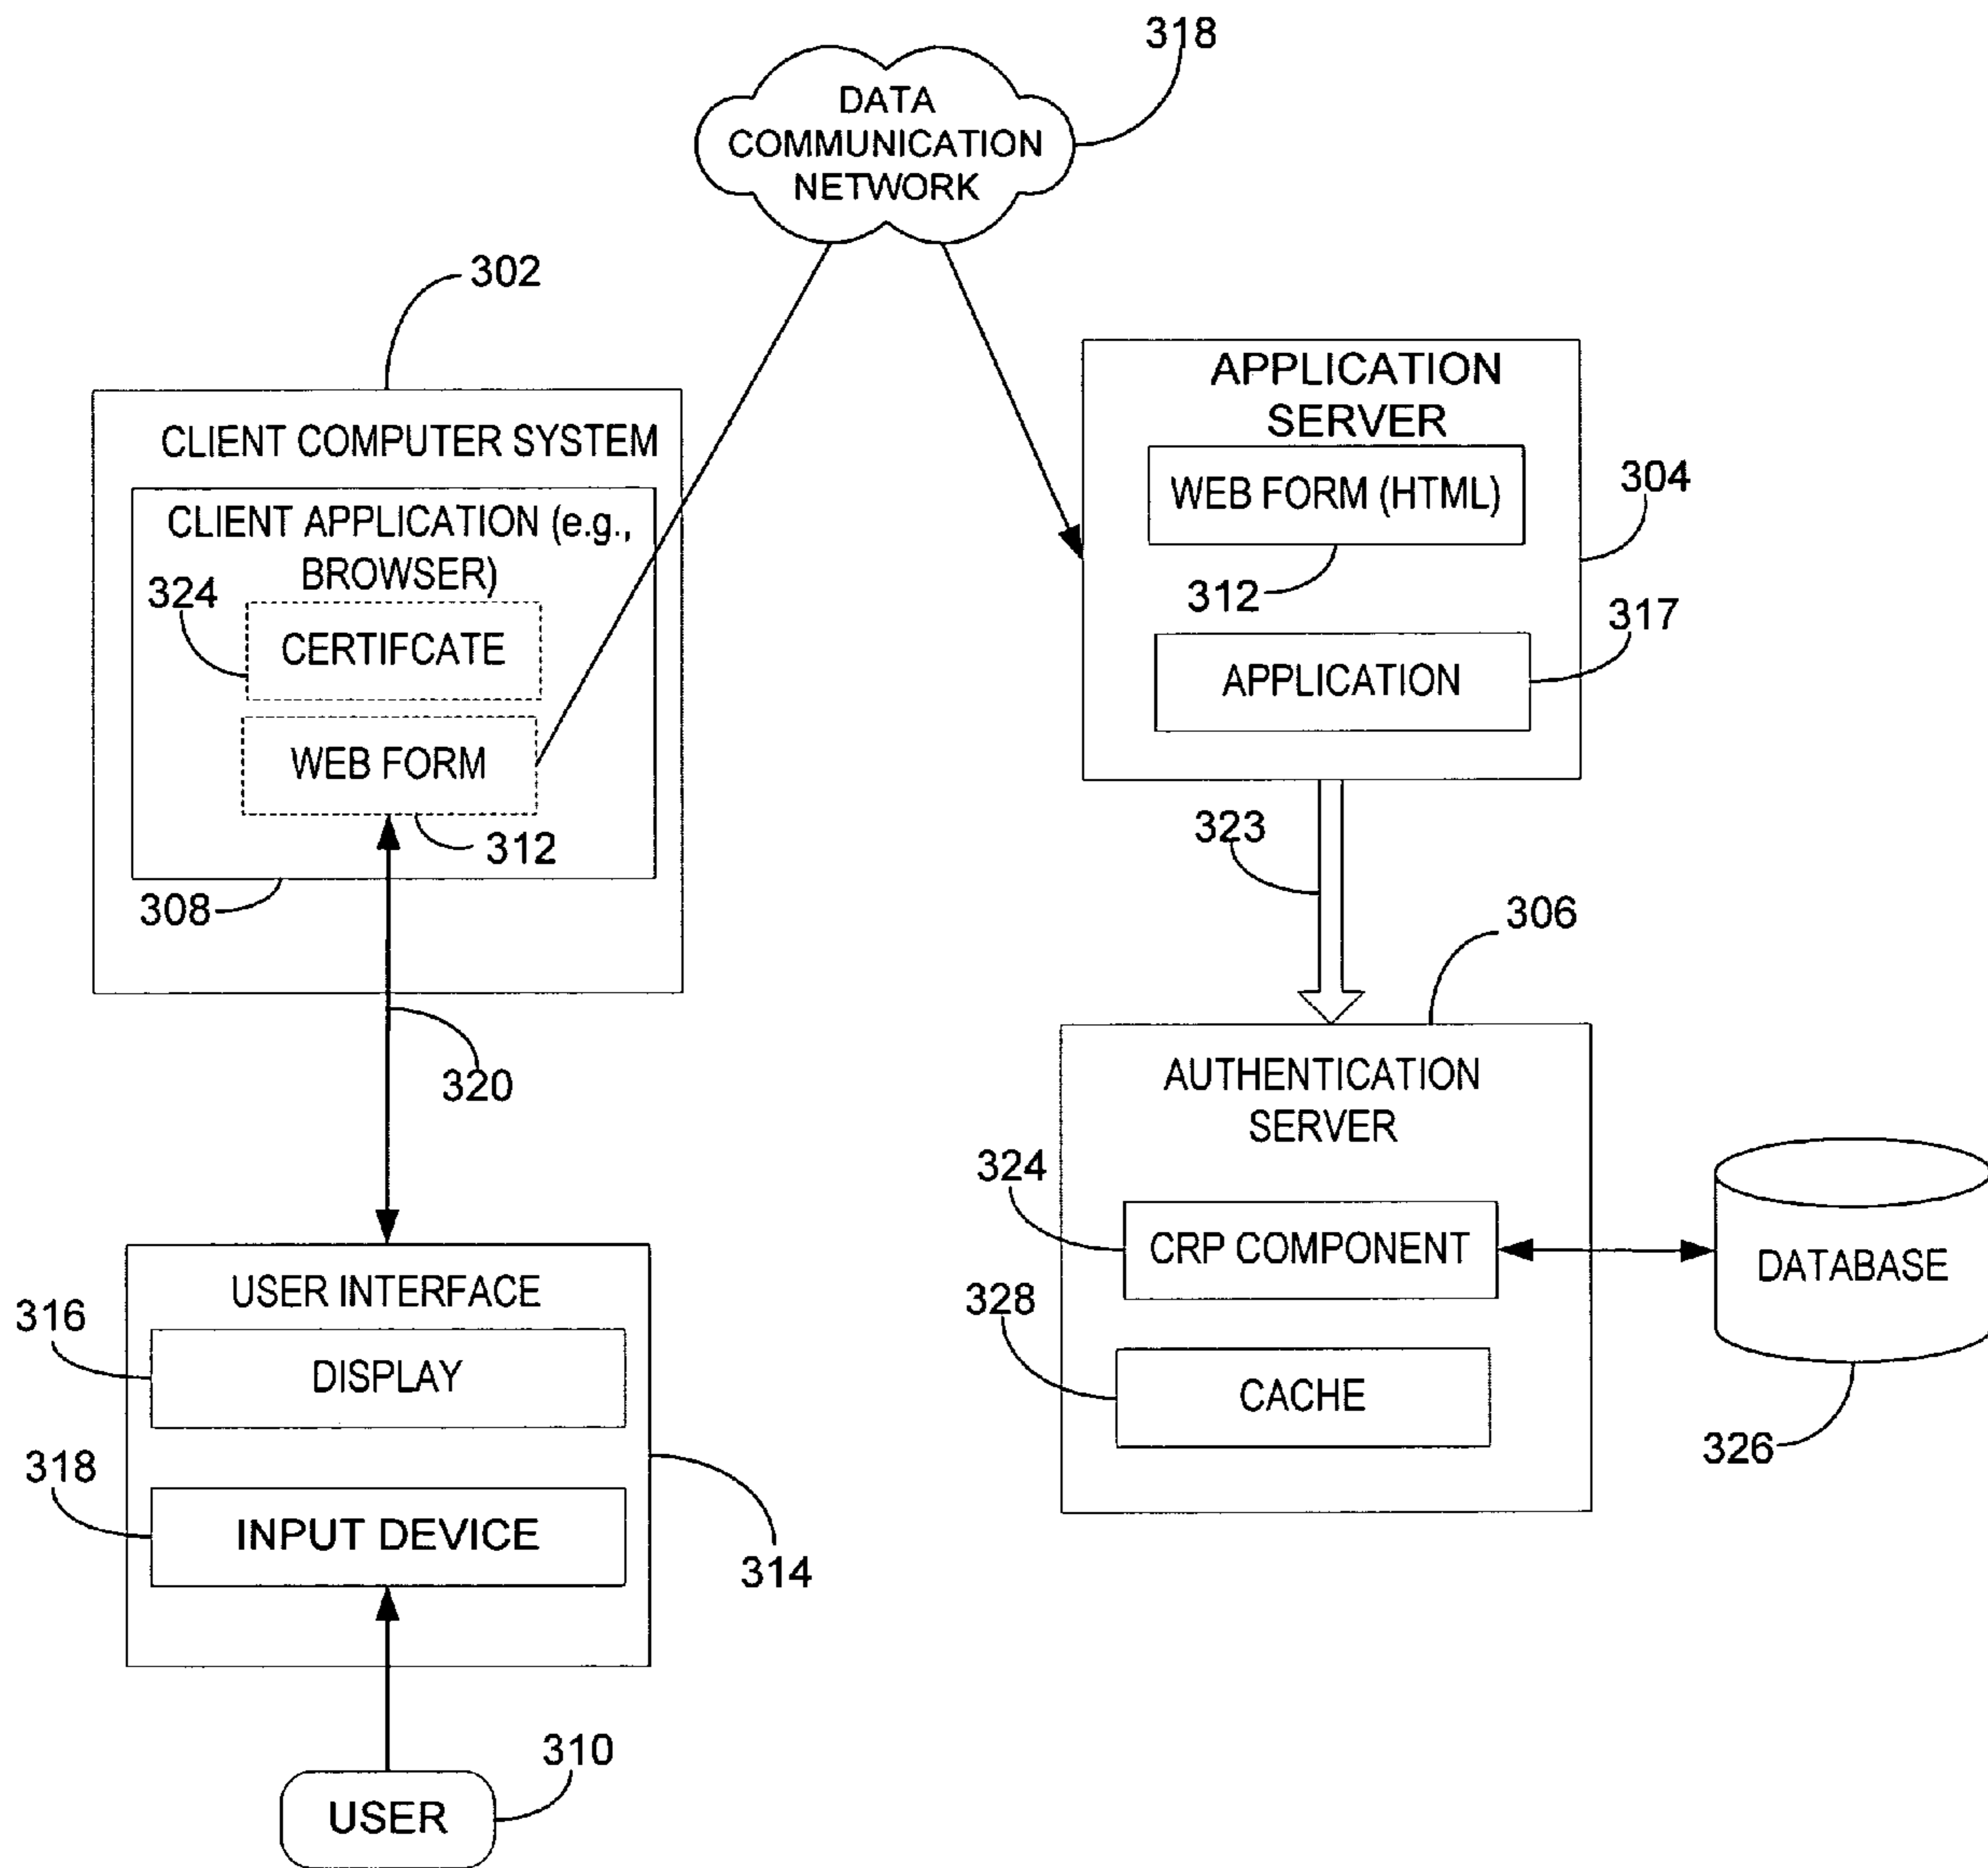 318
DATA
COMMUNICATION
NETWORK
302
CLIENT COMPUTER SYSTEM
CLIENT APPLICATION (e.g.,
BROWSER)
324
CERTIFCATE
WEB FORM
312
308
320
APPLICATION
SERVER
WEB FORM (HTML)
304
312
317
APPLICATION
323
306
AUTHENTICATION
SERVER
324
CRP COMPONENT
328
CACHE
DATABASE
326
USER INTERFACE
316
DISPLAY
318
INPUT DEVICE
314
310
USER